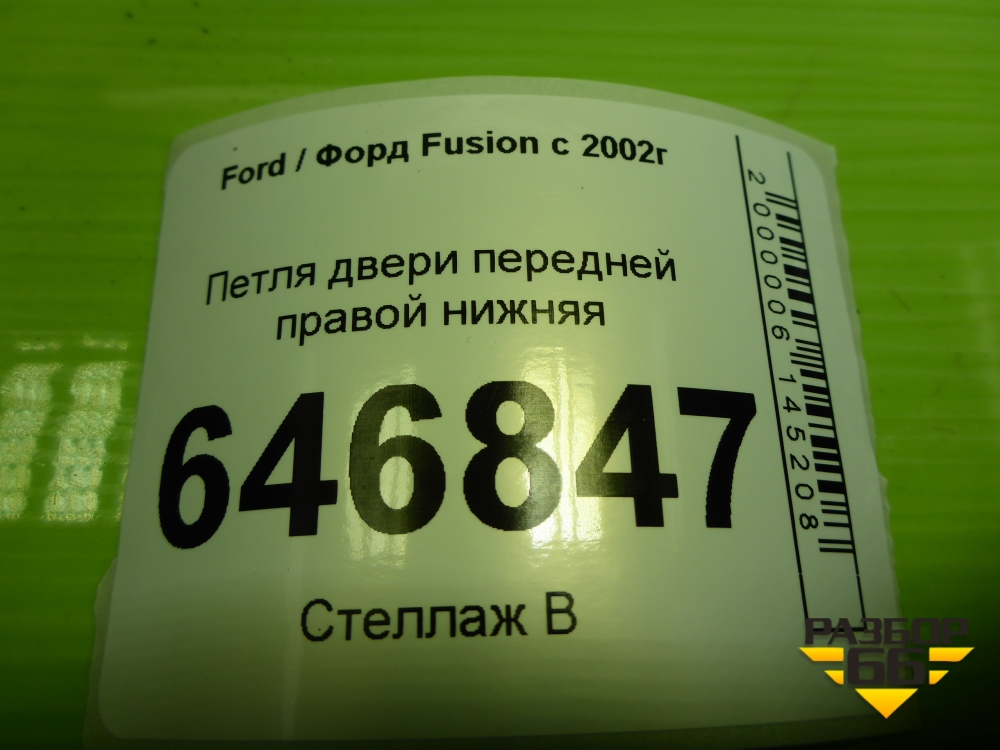 Ford / Форд Fusion с 2002г
Петля двери передней
правой нижняя
646847
Стеллаж В
2000006145208
РАЗБОР
66